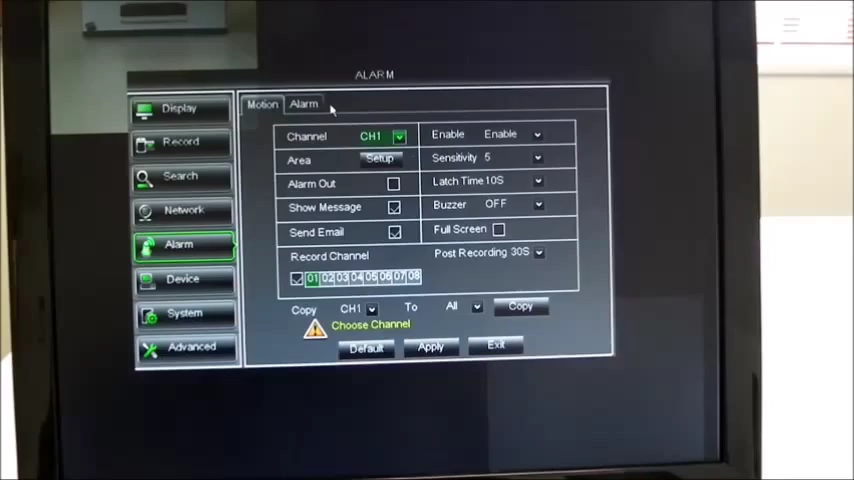 ALARM
Display
Record
Search
Network
Alarm
Device
System
Advanced
Motion Alarm
Channel CH1 Enable Enable
Area Setup Sensitivity 5
Alarm Out Latch Time 10S
Show Message Buzzer OFF
Send Email Full Screen
Record Channel Post Recording 30S
01 02 03 04 05 06 07 08
Copy CH1 To All Copy
Choose Channel
Default Apply Exit